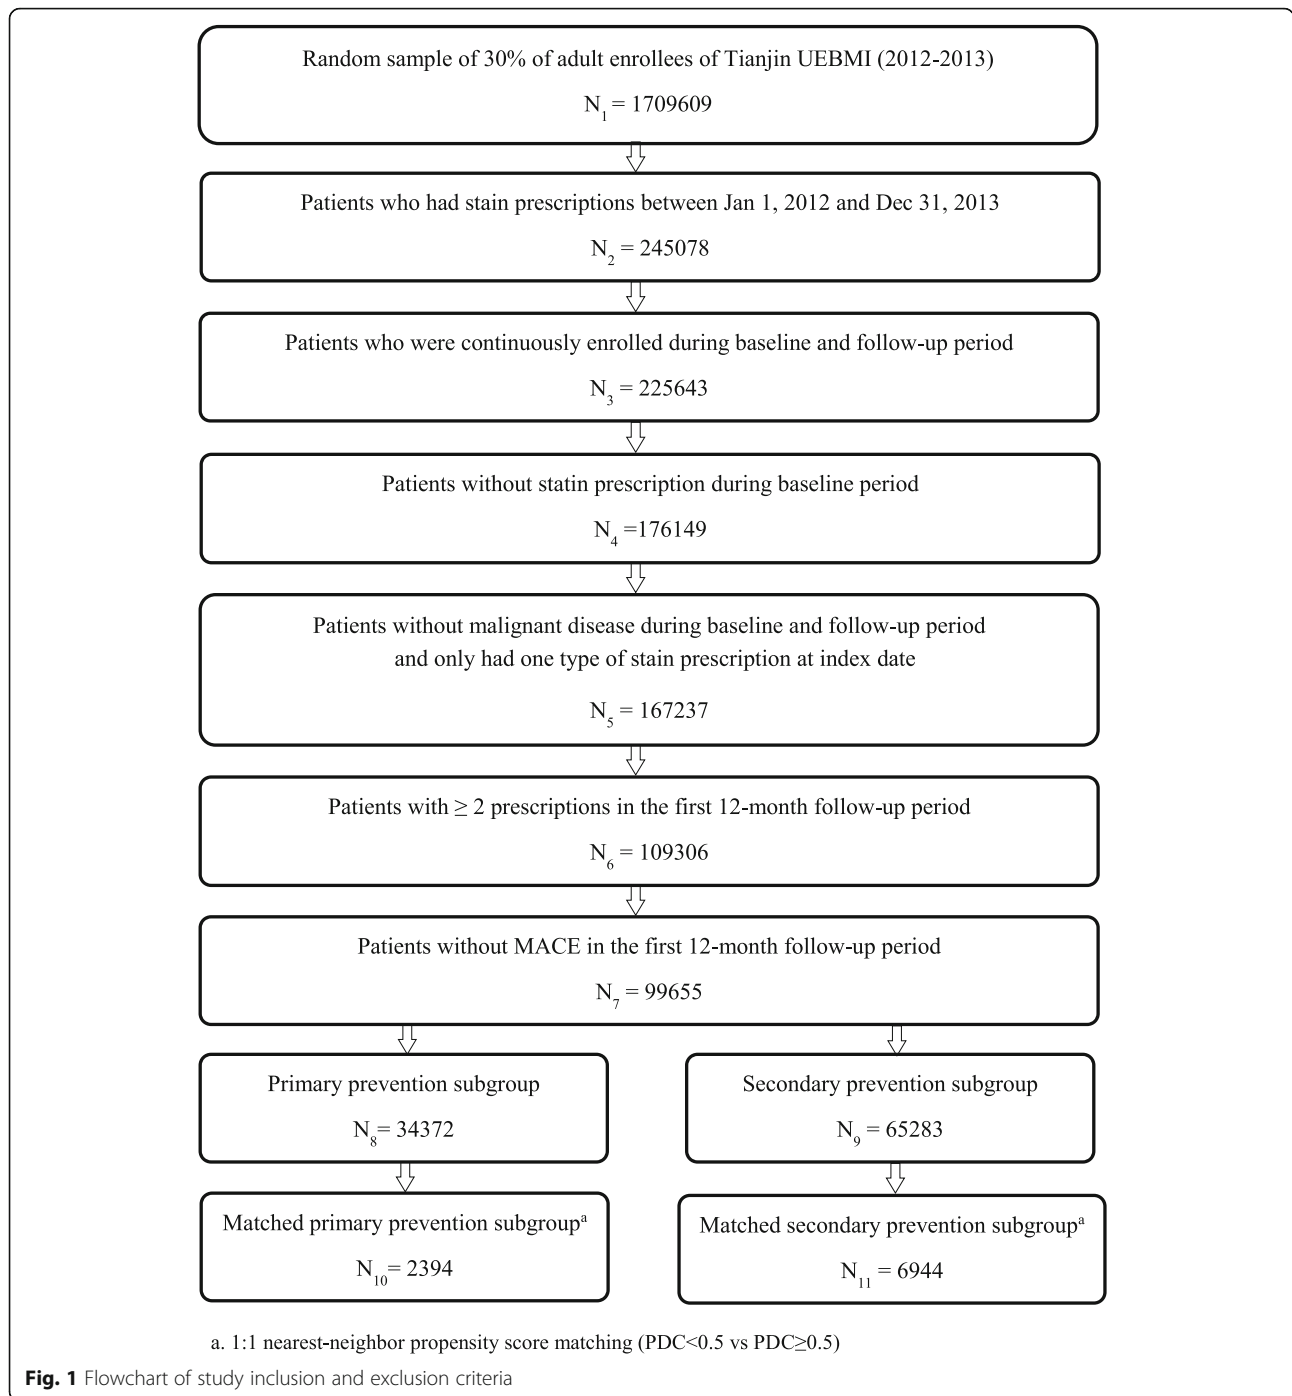 Random sample of 30% of adult enrollees of Tianjin UEBMI (2012-2013)
N1 = 1709609
Patients who had stain prescriptions between Jan 1, 2012 and Dec 31, 2013
N2 = 245078
Patients who were continuously enrolled during baseline and follow-up period
N3 = 225643
Patients without statin prescription during baseline period
N4 =176149
Patients without malignant disease during baseline and follow-up period
and only had one type of stain prescription at index date
N5 = 167237
Patients with ≥ 2 prescriptions in the first 12-month follow-up period
N6 = 109306
Patients without MACE in the first 12-month follow-up period
N7 = 99655
Primary prevention subgroup
N8= 34372
Secondary prevention subgroup
N9 = 65283
Matched primary prevention subgroupa
N10= 2394
Matched secondary prevention subgroupa
N11 = 6944
a. 1:1 nearest-neighbor propensity score matching (PDC<0.5 vs PDC≥0.5)
Fig. 1 Flowchart of study inclusion and exclusion criteria